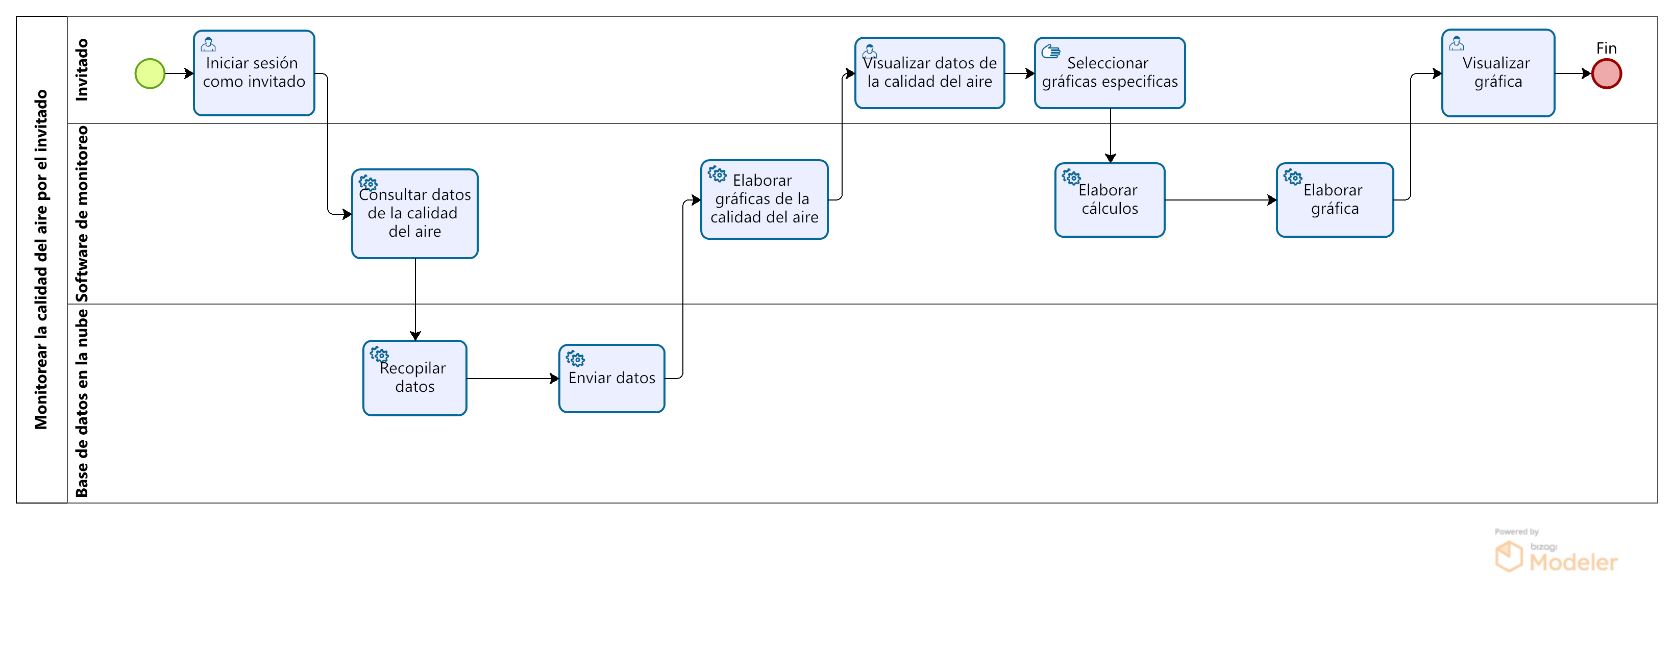 Monitorear la calidad del aire por el invitado
Invitado
Iniciar sesión
como invitado
Visualizar datos de
la calidad del aire
Seleccionar
gráficas especificas
Visualizar
gráfica
Fin
Software de monitoreo
Consultar datos
de la calidad
del aire
Elaborar
gráficas de la
calidad del aire
Elaborar
cálculos
Elaborar
gráfica
Base de datos en la nube
Recopilar
datos
Enviar datos
Powered by
bizagi
Modeler